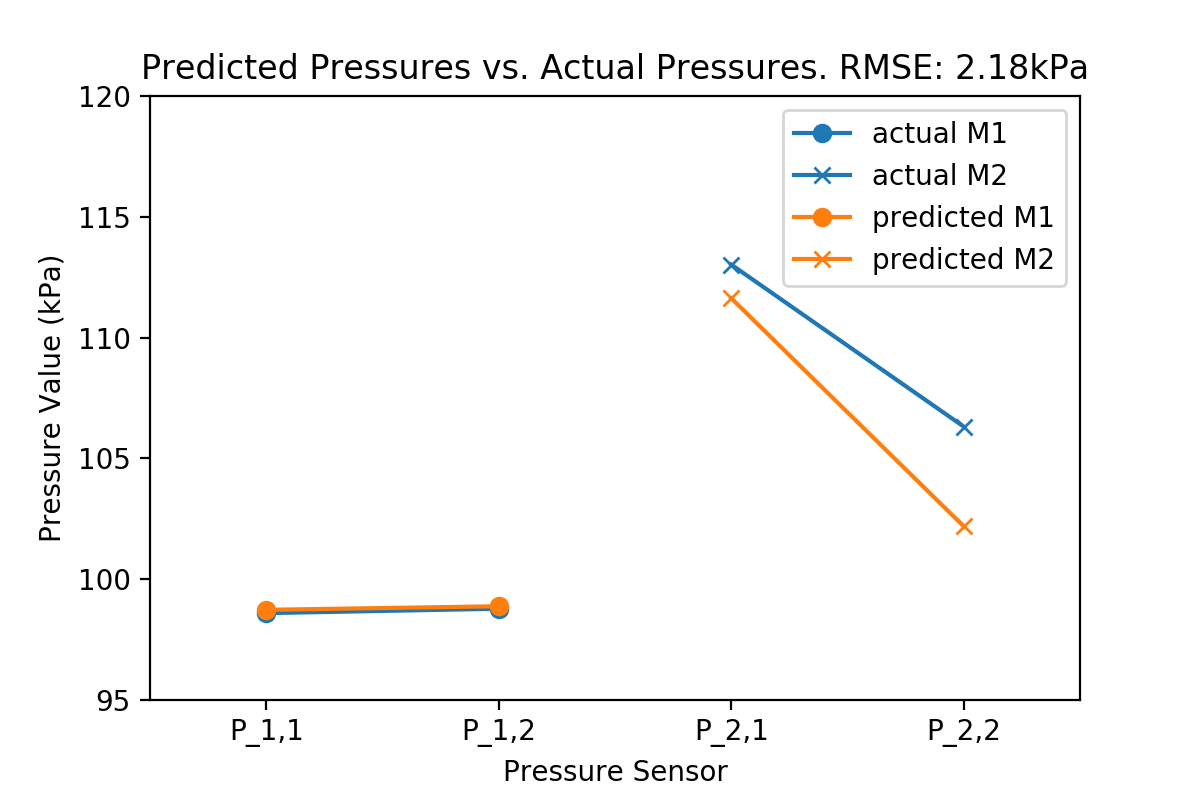 Predicted Pressures vs. Actual Pressures. RMSE: 2.18kPa
120
115
110
105
100
95
Pressure Value (kPa)
actual M1
actual M2
predicted M1
predicted M2
P_1,1
P_1,2
P_2,1
P_2,2
Pressure Sensor